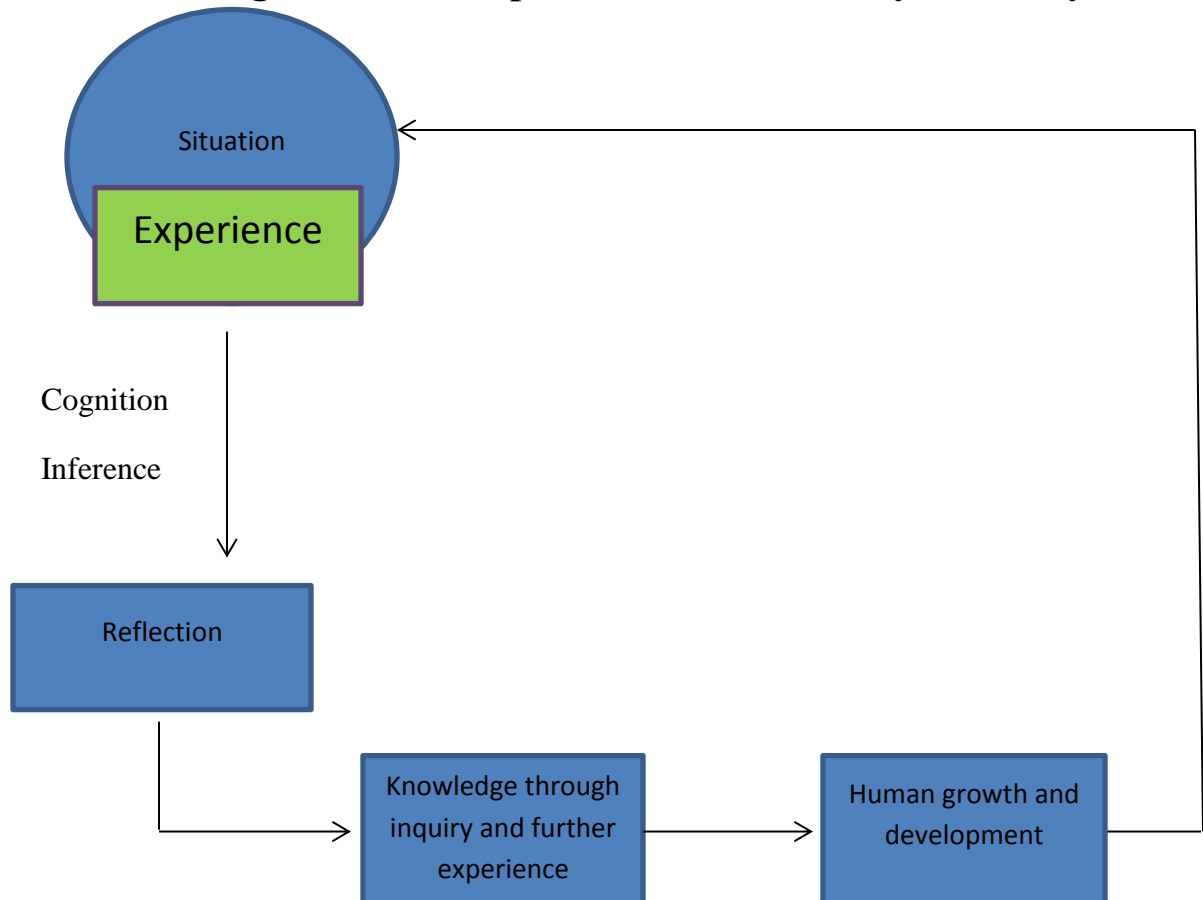 Situation
Experience
Cognition
Inference
Reflection
Knowledge through
inquiry and further
experience
Human growth and
development